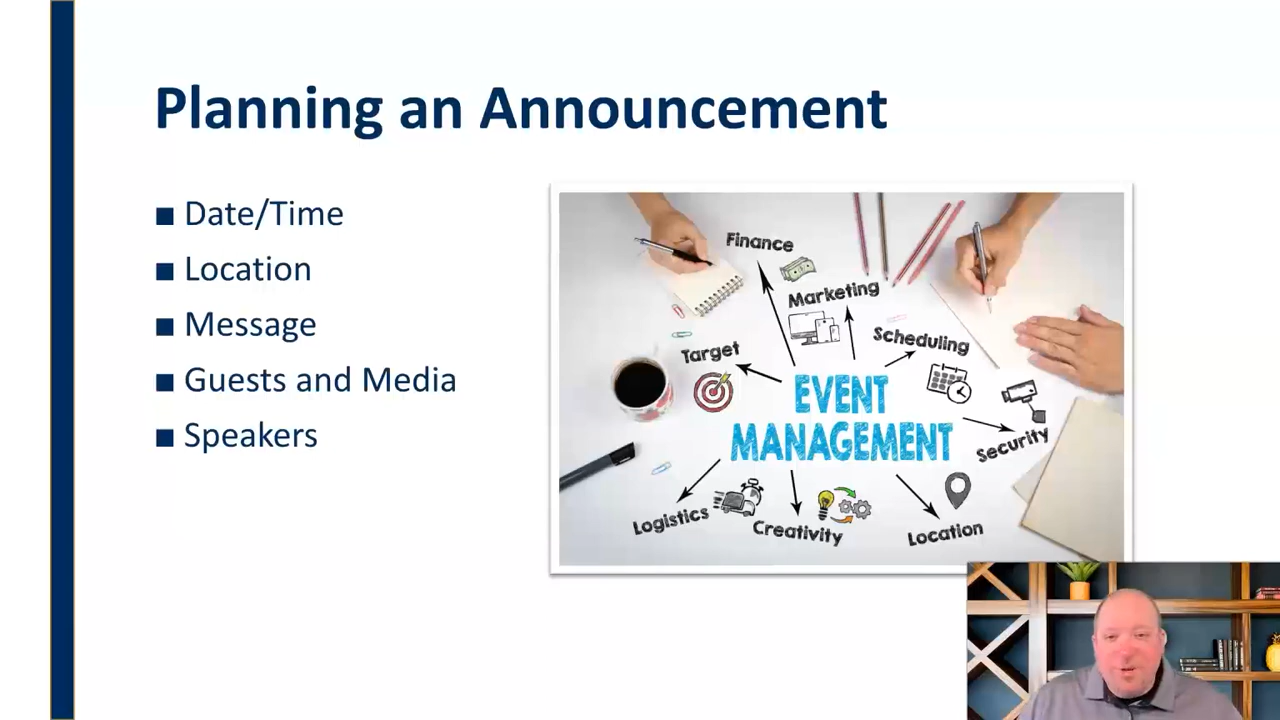 Planning an Announcement
■ Date/Time
■ Location
■ Message
■ Guests and Media
■ Speakers
Finance
Marketing
Scheduling
Target
EVENT
MANAGEMENT
Security
Logistics
Creativity
Location